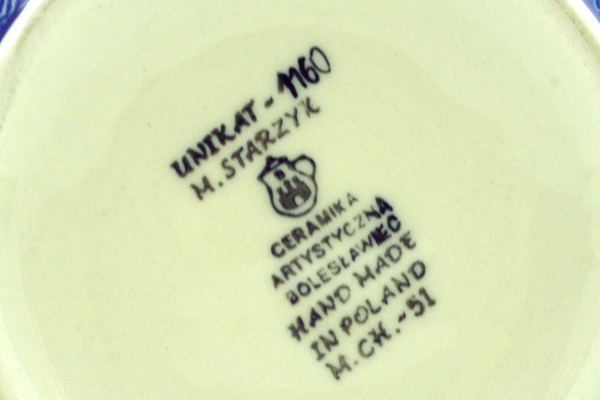 UNIKAT - 1160
M. STARZYK
CERAMIKA
ARTYSTYCZNA
BOLESŁAWIEC
HAND MADE
IN POLAND
M. CH. - 51